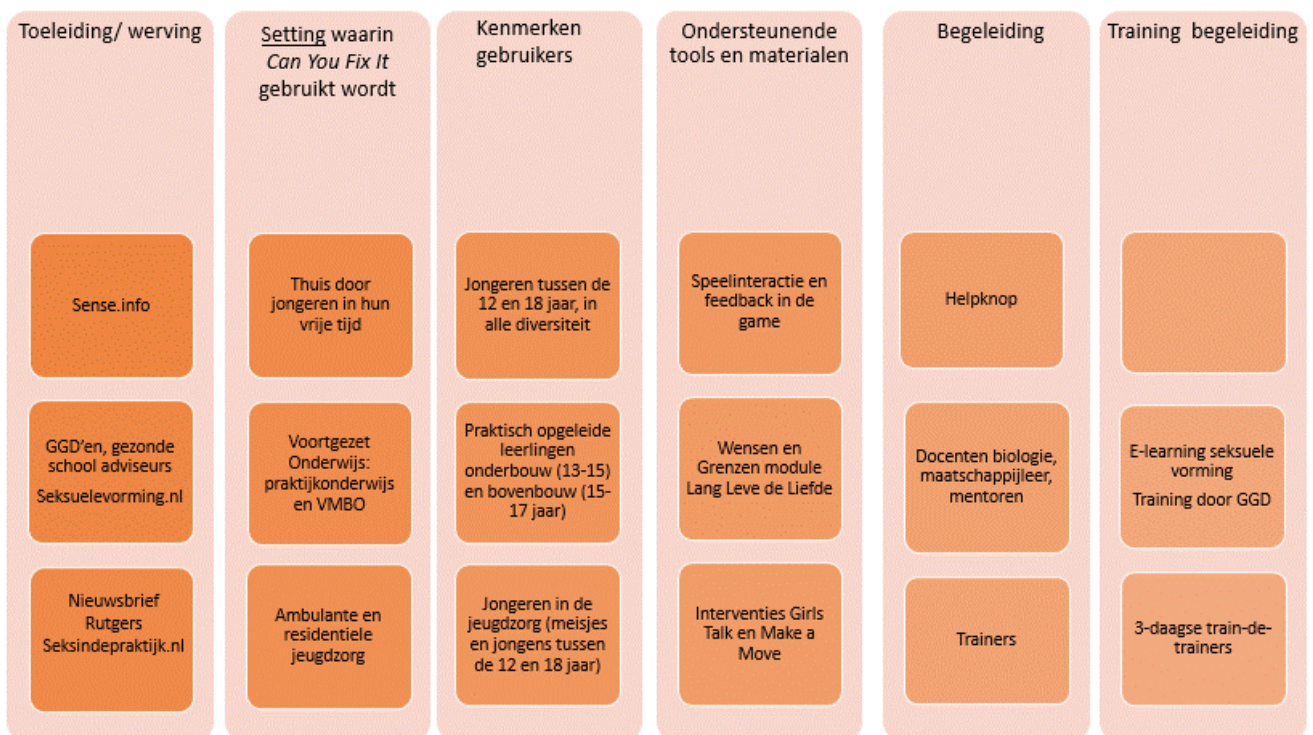 Toeleiding/ werving
Setting waarin
Can You Fix It
gebruikt wordt
Kenmerken
gebruikers
Ondersteunende
tools en materialen
Begeleiding
Training begeleiding
Sense.info
Thuis door
jongeren in hun
vrije tijd
Jongeren tussen de
12 en 18 jaar, in
alle diversiteit
Speelinteractie en
feedback in de
game
Helpknop
GGD'en, gezonde
school adviseurs
Seksuelevorming.nl
Voortgezet
Onderwijs:
praktijkonderwijs
en VMBO
Praktisch opgeleide
leerlingen
onderbouw (13-15)
en bovenbouw (15-
17 jaar)
Wensen en
Grenzen module
Lang Leve de Liefde
Docenten biologie,
maatschappijleer,
mentoren
E-learning seksuele
vorming
Training door GGD
Nieuwsbrief
Rutgers
Seksindepraktijk.nl
Ambulante en
residentiele
jeugdzorg
Jongeren in de
jeugdzorg (meisjes
en jongens tussen
de 12 en 18 jaar)
Interventies Girls
Talk en Make a
Move
Trainers
3-daagse train-de-
trainers